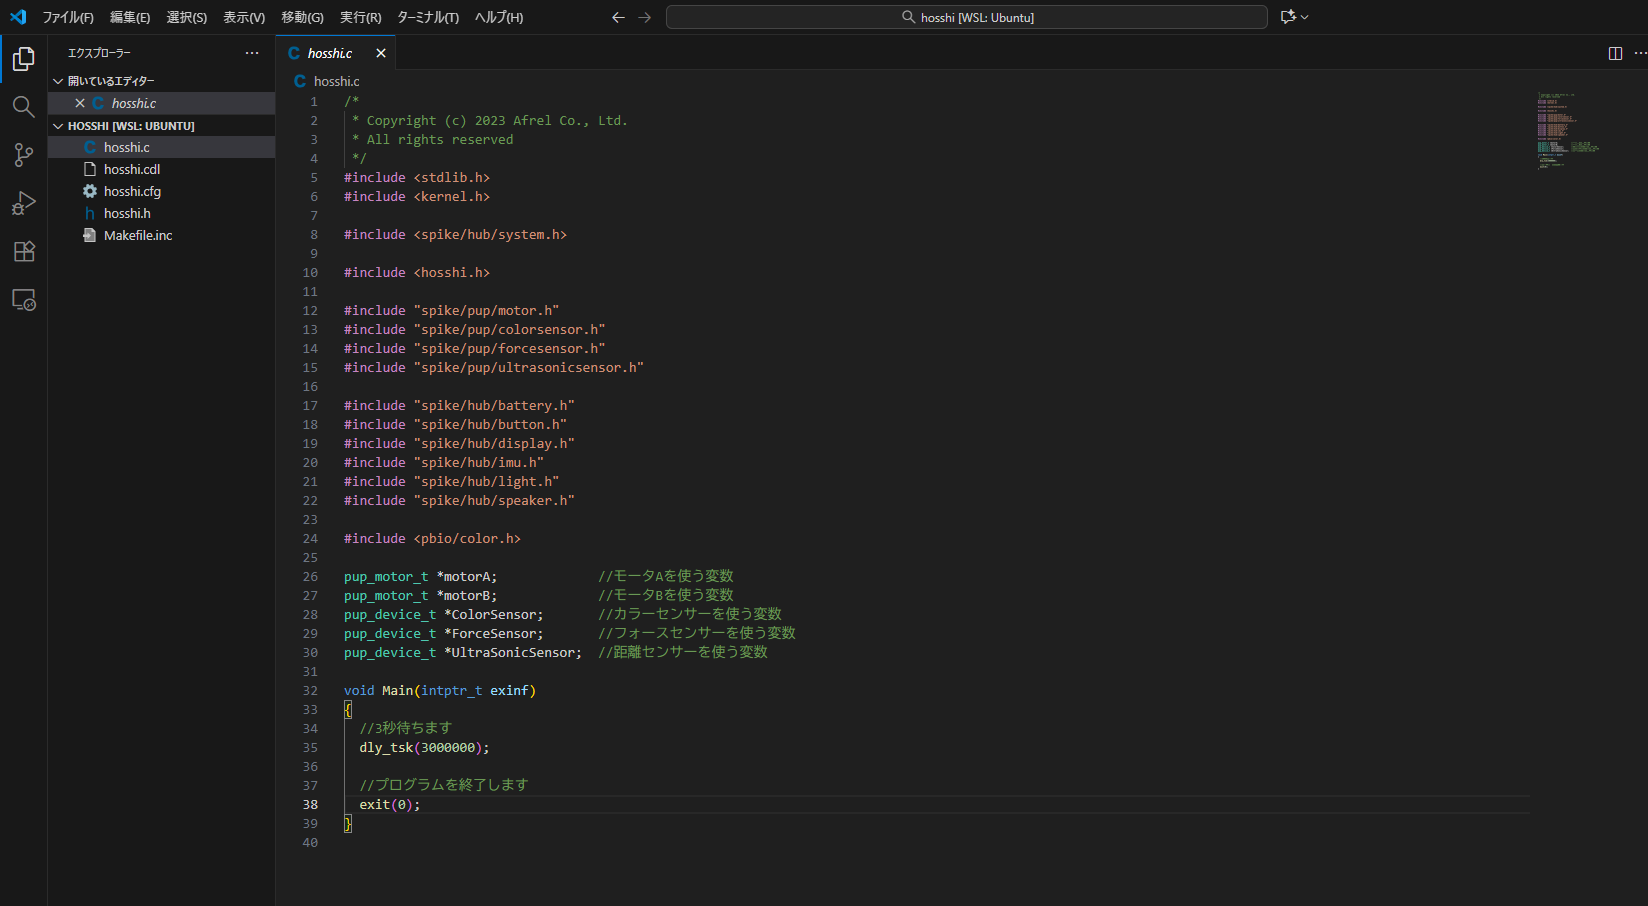 ファイル(F) 編集(E) 選択(S) 表示(V) 移動(G) 実行(R) ターミナル(T) ヘルプ(H) hosshi [WSL: Ubuntu]
エクスプローラー
開いているエディター
hosshi.c
HOSSHI [WSL: UBUNTU]
hosshi.c
hosshi.cdl
hosshi.cfg
hosshi.h
Makefile.inc
hosshi.c
hosshi.c
1 /*
2 * Copyright (c) 2023 Afrel Co., Ltd.
3 * All rights reserved
4 */
5 #include <stdlib.h>
6 #include <kernel.h>
7
8 #include <spike/hub/system.h>
9
10 #include <hosshi.h>
11
12 #include "spike/pup/motor.h"
13 #include "spike/pup/colorsensor.h"
14 #include "spike/pup/forcesensor.h"
15 #include "spike/pup/ultrasonicsensor.h"
16
17 #include "spike/hub/battery.h"
18 #include "spike/hub/button.h"
19 #include "spike/hub/display.h"
20 #include "spike/hub/imu.h"
21 #include "spike/hub/light.h"
22 #include "spike/hub/speaker.h"
23
24 #include <pbio/color.h>
25
26 pup_motor_t *motorA; //モータAを使う変数
27 pup_motor_t *motorB; //モータBを使う変数
28 pup_device_t *ColorSensor; //カラーセンサーを使う変数
29 pup_device_t *ForceSensor; //フォースセンサーを使う変数
30 pup_device_t *UltraSonicSensor; //距離センサーを使う変数
31
32 void Main(intptr_t exinf)
33 {
34 //3秒待ちます
35 dly_tsk(3000000);
36
37 //プログラムを終了します
38 exit(0);
39 }
40